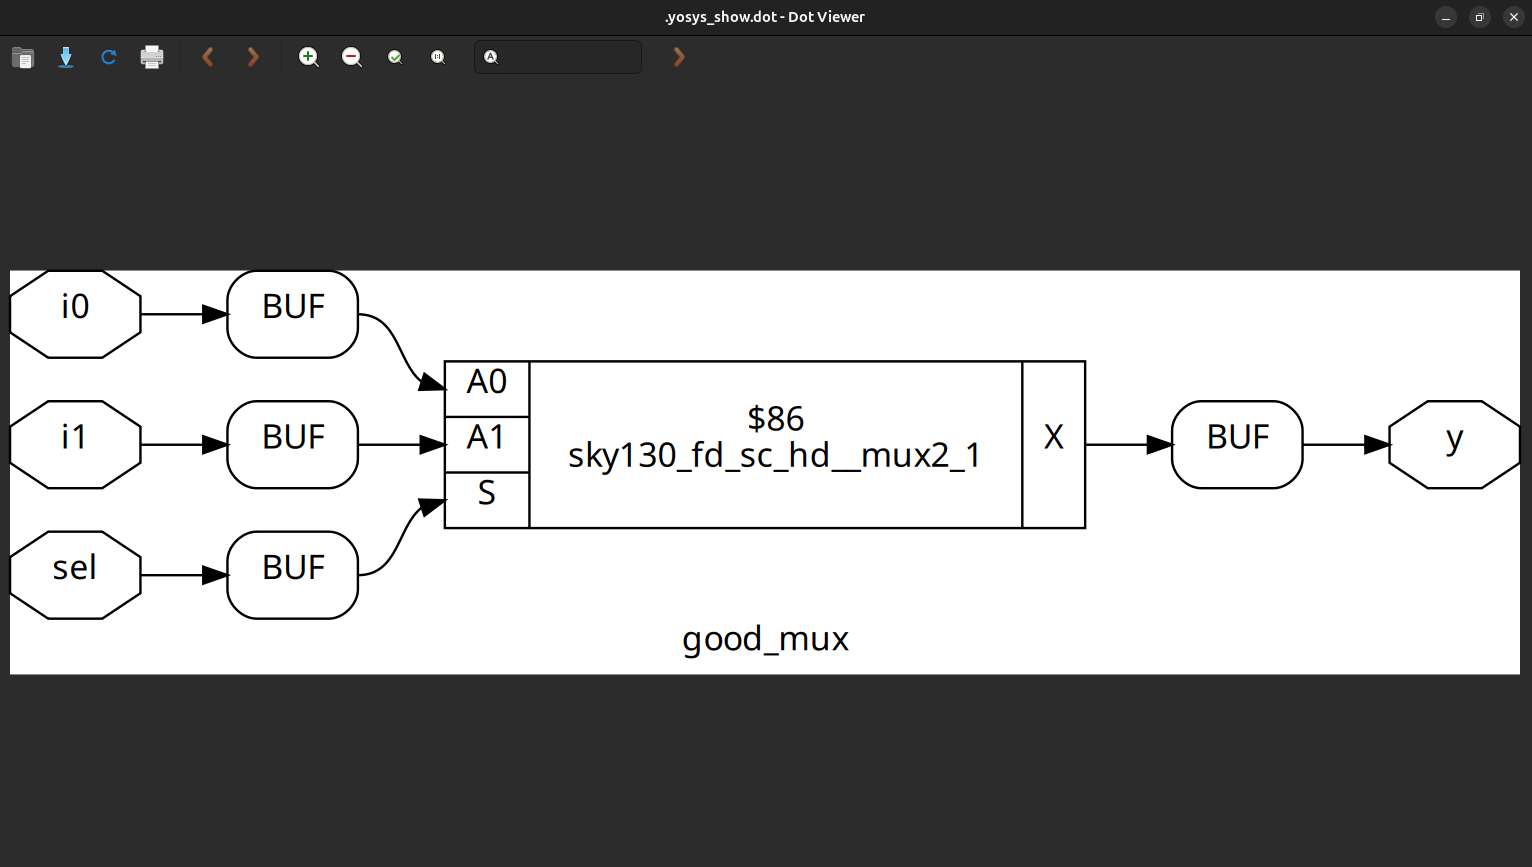 .yosys_show.dot - Dot Viewer
i0
BUF
A0
i1
BUF
A1
$86
sky130_fd_sc_hd__mux2_1
X
BUF
y
S
sel
BUF
good_mux